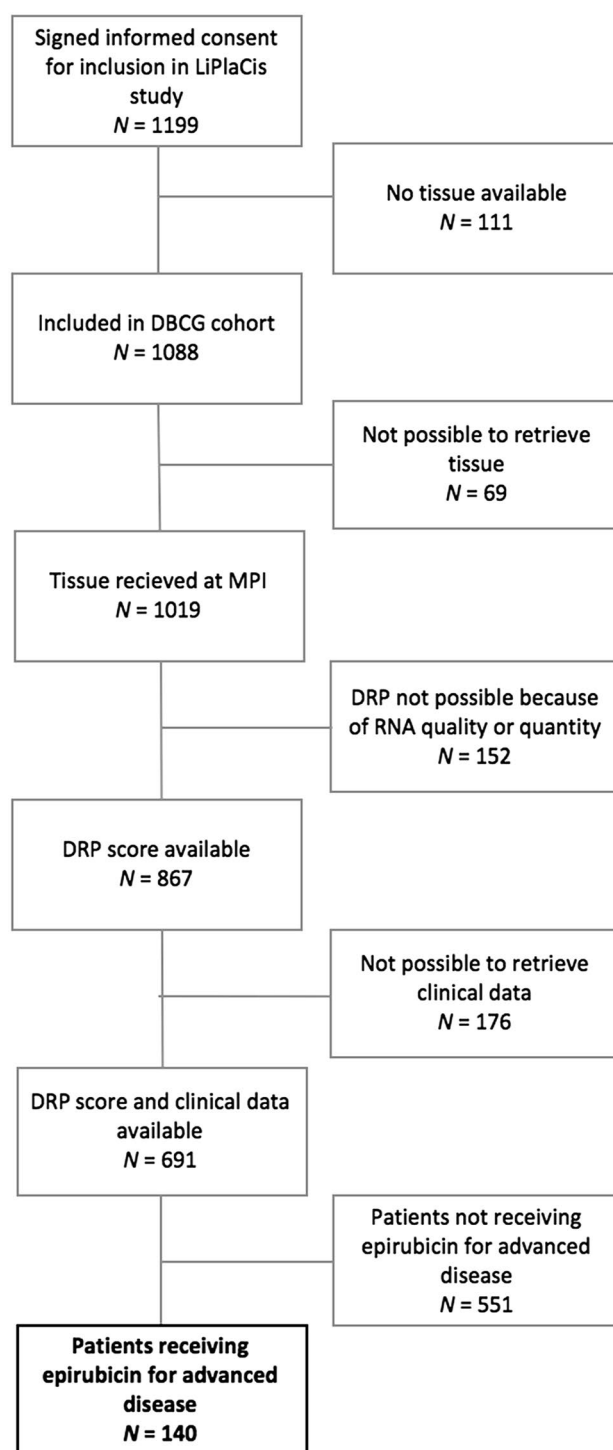 Signed informed consent
for inclusion in LiPlaCis
study
N = 1199
No tissue available
N = 111
Included in DBCG cohort
N = 1088
Not possible to retrieve
tissue
N = 69
Tissue recieved at MPI
N = 1019
DRP not possible because
of RNA quality or quantity
N = 152
DRP score available
N = 867
Not possible to retrieve
clinical data
N = 176
DRP score and clinical data
available
N = 691
Patients not receiving
epirubicin for advanced
disease
N = 551
Patients receiving
epirubicin for advanced
disease
N = 140